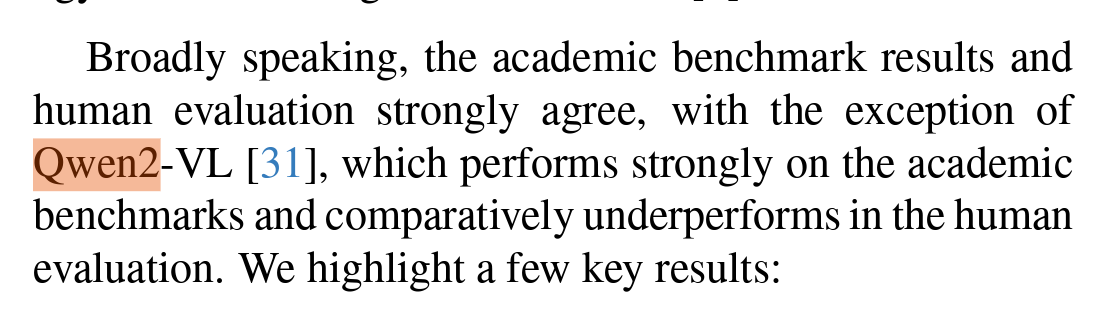 Broadly speaking, the academic benchmark results and
human evaluation strongly agree, with the exception of
Qwen2-VL [31], which performs strongly on the academic
benchmarks and comparatively underperforms in the human
evaluation. We highlight a few key results: